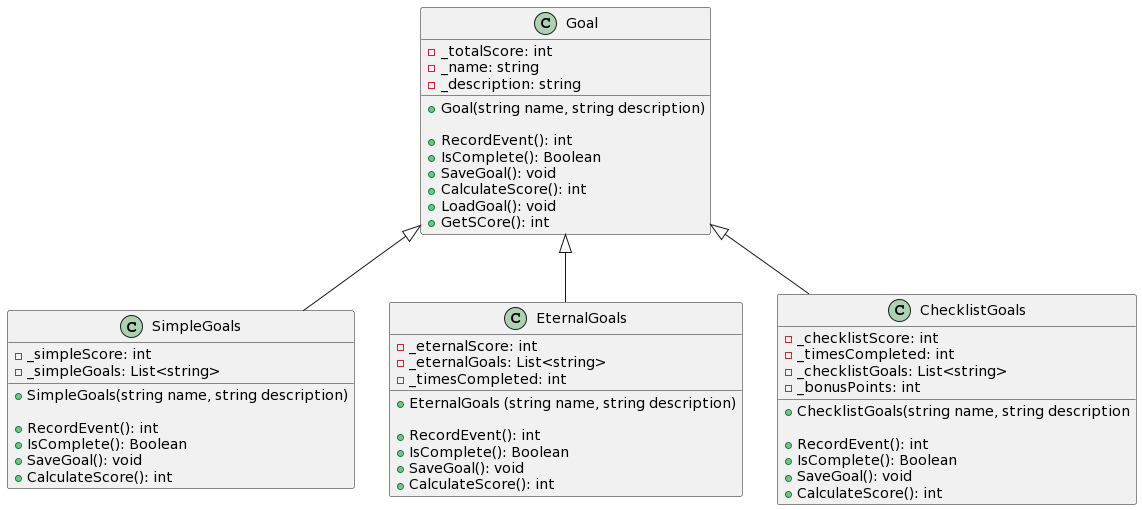 C Goal
_totalScore: int
_name: string
_description: string
Goal(string name, string description)
RecordEvent(): int
IsComplete(): Boolean
SaveGoal(): void
CalculateScore(): int
LoadGoal(): void
GetSCore(): int
C SimpleGoals
_simpleScore: int
_simpleGoals: List<string>
SimpleGoals(string name, string description)
RecordEvent(): int
IsComplete(): Boolean
SaveGoal(): void
CalculateScore(): int
C EternalGoals
_eternalScore: int
_eternalGoals: List<string>
_timesCompleted: int
EternalGoals (string name, string description)
RecordEvent(): int
IsComplete(): Boolean
SaveGoal(): void
CalculateScore(): int
C ChecklistGoals
_checklistScore: int
_timesCompleted: int
_checklistGoals: List<string>
_bonusPoints: int
ChecklistGoals(string name, string description
RecordEvent(): int
IsComplete(): Boolean
SaveGoal(): void
CalculateScore(): int